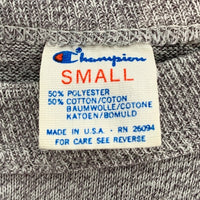 Champion
SMALL
50% POLYESTER
50% COTTON/COTON
BAUMWOLLE/COTONE
KATOEN/BOMULD
MADE IN U.S.A. - RN 26094
FOR CARE SEE REVERSE